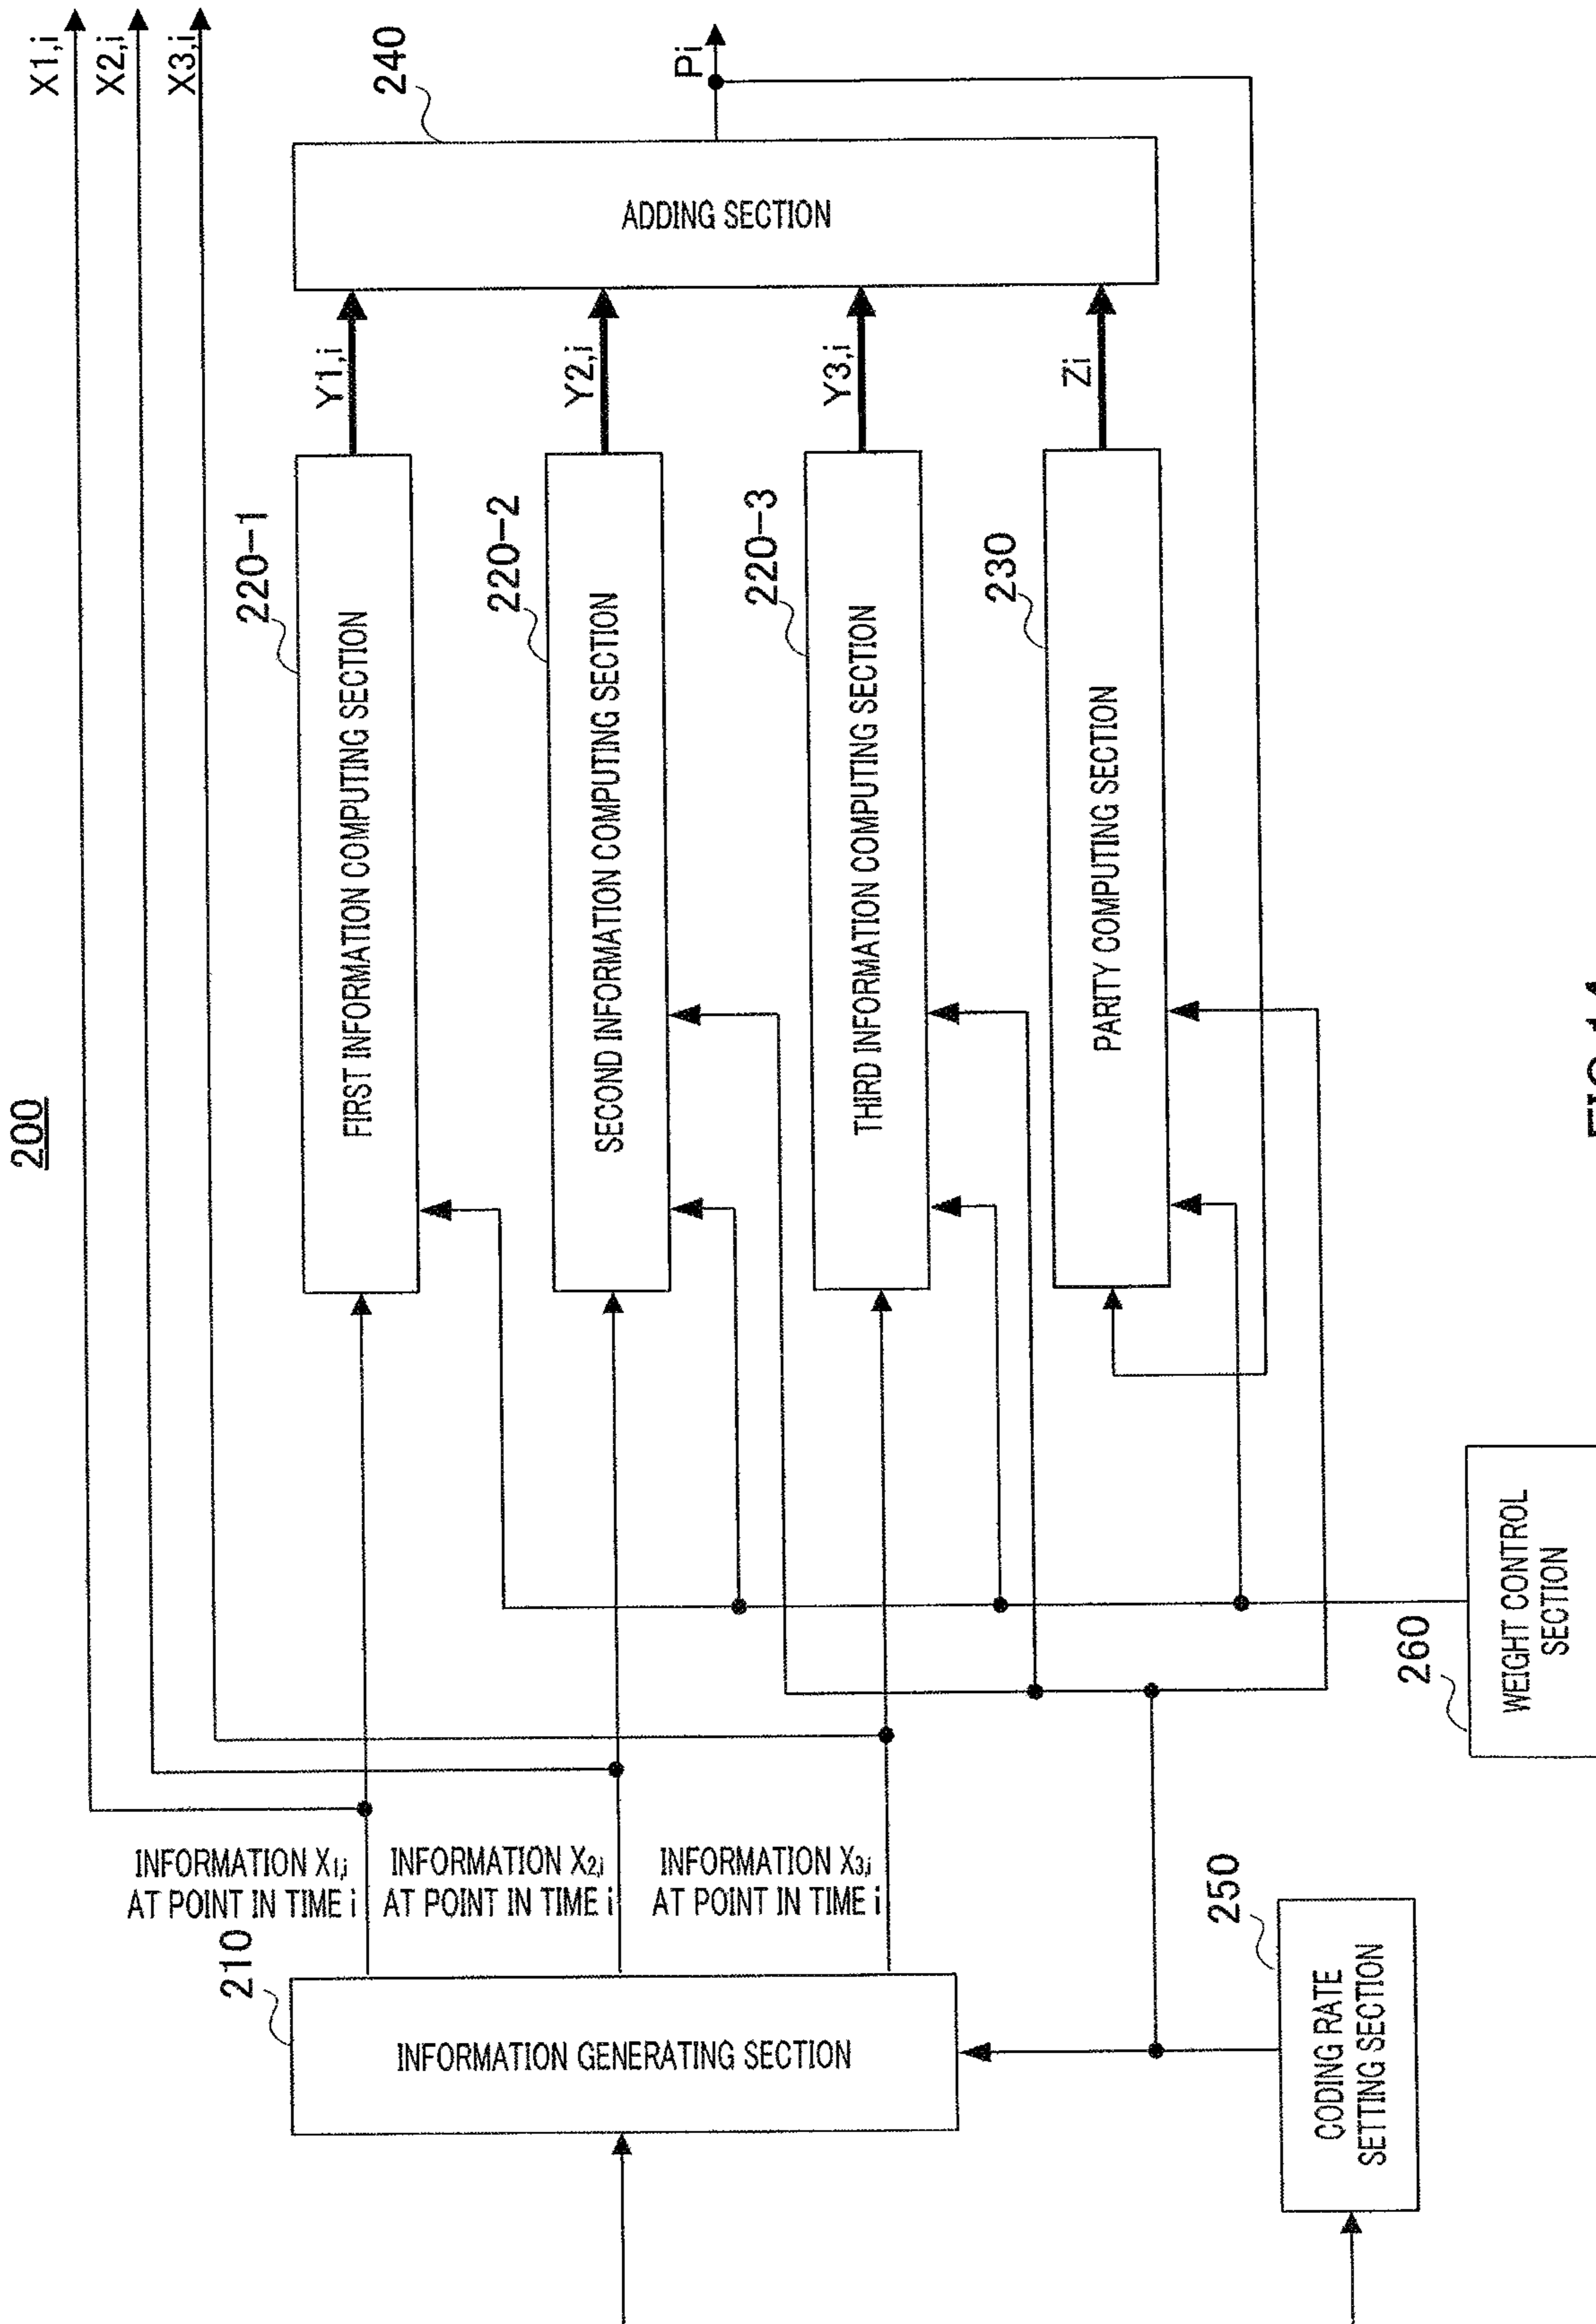 200
X1,i
X2,i
X3,i
INFORMATION X1,i
AT POINT IN TIME i
INFORMATION X2,i
AT POINT IN TIME i
INFORMATION X3,i
AT POINT IN TIME i
210
INFORMATION GENERATING SECTION
220-1
FIRST INFORMATION COMPUTING SECTION
Y1,i
220-2
SECOND INFORMATION COMPUTING SECTION
Y2,i
220-3
THIRD INFORMATION COMPUTING SECTION
Y3,i
230
PARITY COMPUTING SECTION
Zi
240
ADDING SECTION
Pi
250
CODING RATE
SETTING SECTION
260
WEIGHT CONTROL
SECTION